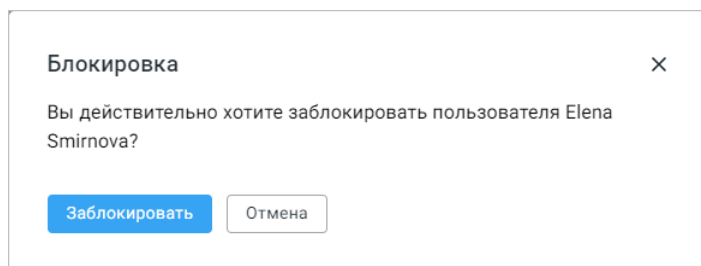 Блокировка
Вы действительно хотите заблокировать пользователя Elena
Smirnova?
Заблокировать
Отмена